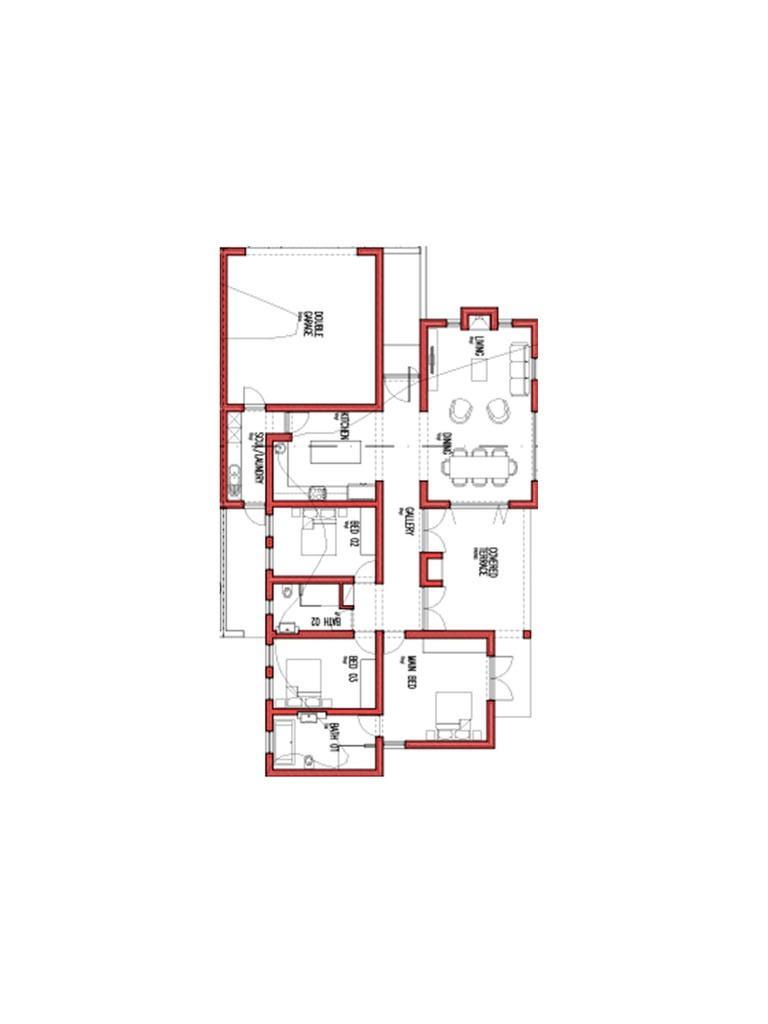 DOUBLE
GARAGE
LIVING
KITCHEN
DINING
SCUL/LAUNDRY
BED 02
GALLERY
COVERED
TERRACE
BATH 02
BED 03
MAIN BED
BATH 01